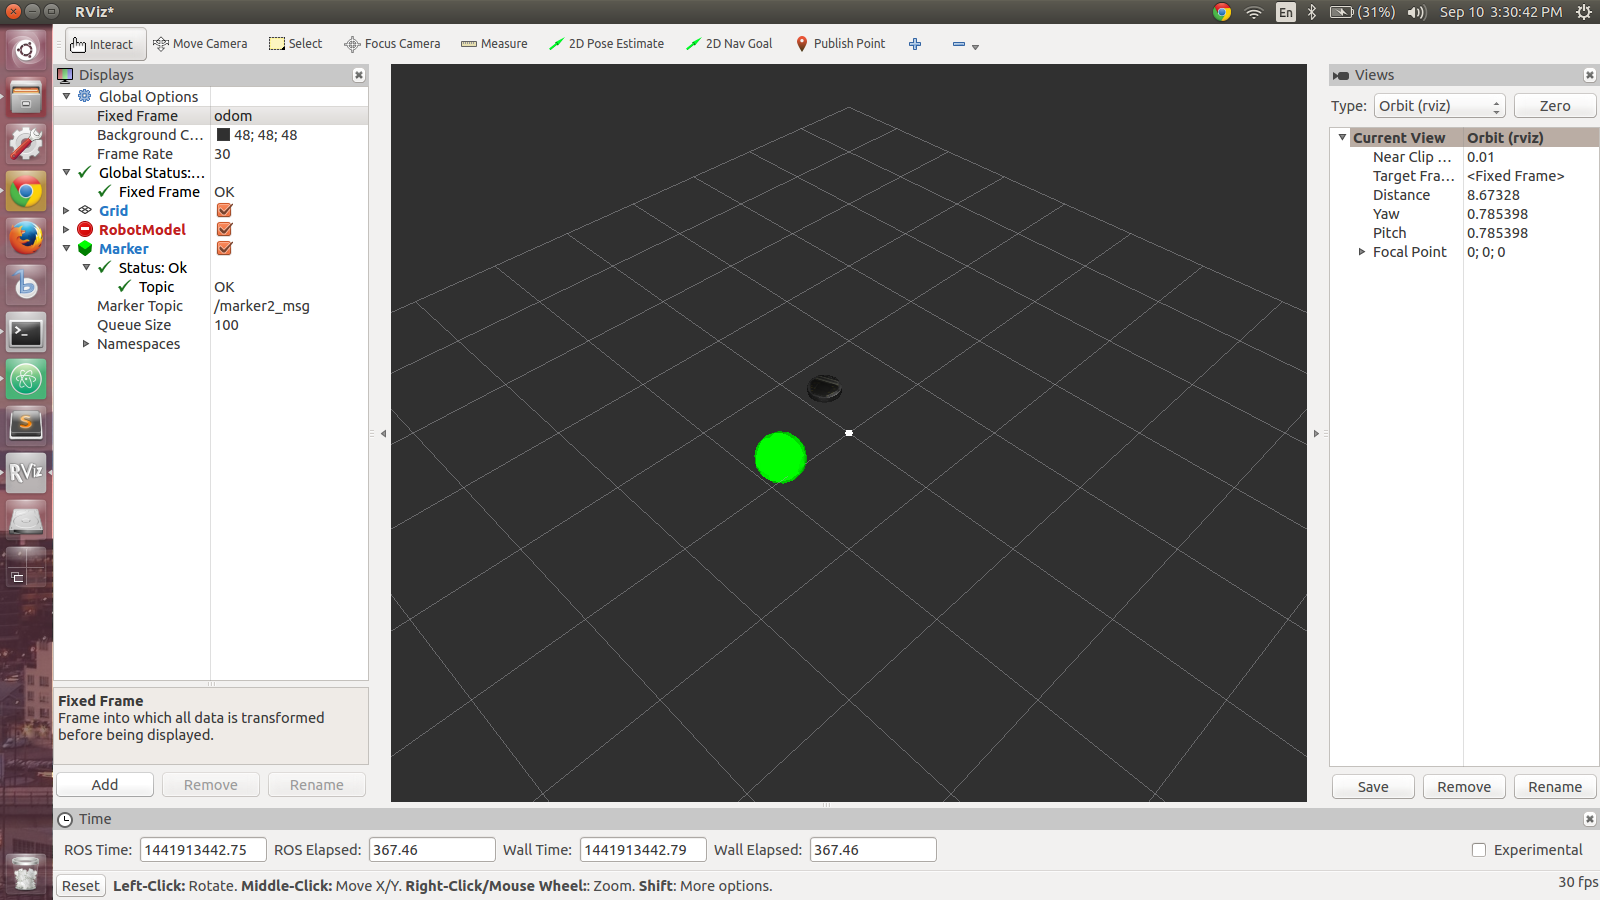 RViz*
En
(31%)
Sep 10 3:30:42 PM
Interact
Move Camera
Select
Focus Camera
Measure
2D Pose Estimate
2D Nav Goal
Publish Point
Displays
Global Options
Fixed Frame odom
Background C... 48; 48; 48
Frame Rate 30
Global Status:...
Fixed Frame OK
Grid
RobotModel
Marker
Status: Ok
Topic OK
Marker Topic /marker2_msg
Queue Size 100
Namespaces
Fixed Frame
Frame into which all data is transformed
before being displayed.
Add Remove Rename
Views
Type: Orbit (rviz) Zero
Current View Orbit (rviz)
Near Clip ... 0.01
Target Fra... <Fixed Frame>
Distance 8.67328
Yaw 0.785398
Pitch 0.785398
Focal Point 0; 0; 0
Save Remove Rename
RViz
Time
ROS Time: 1441913442.75 ROS Elapsed: 367.46 Wall Time: 1441913442.79 Wall Elapsed: 367.46 Experimental
Reset Left-Click: Rotate. Middle-Click: Move X/Y. Right-Click/Mouse Wheel:: Zoom. Shift: More options. 30 fps